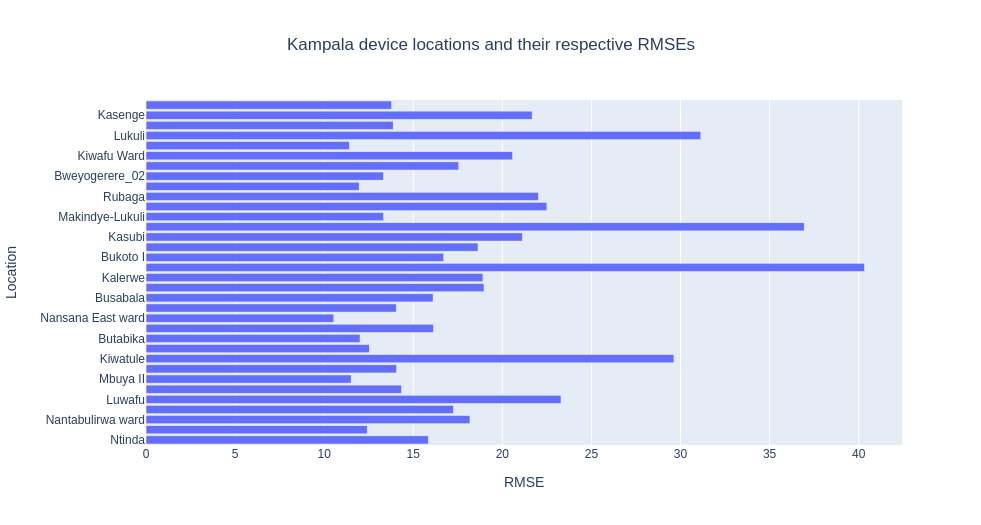 Kampala device locations and their respective RMSEs
Kasenge
Lukuli
Kiwafu Ward
Bweyogerere_02
Rubaga
Makindye-Lukuli
Kasubi
Bukoto I
Kalerwe
Busabala
Nansana East ward
Butabika
Kiwatule
Mbuya II
Luwafu
Nantabulirwa ward
Ntinda
Location
0 5 10 15 20 25 30 35 40
RMSE